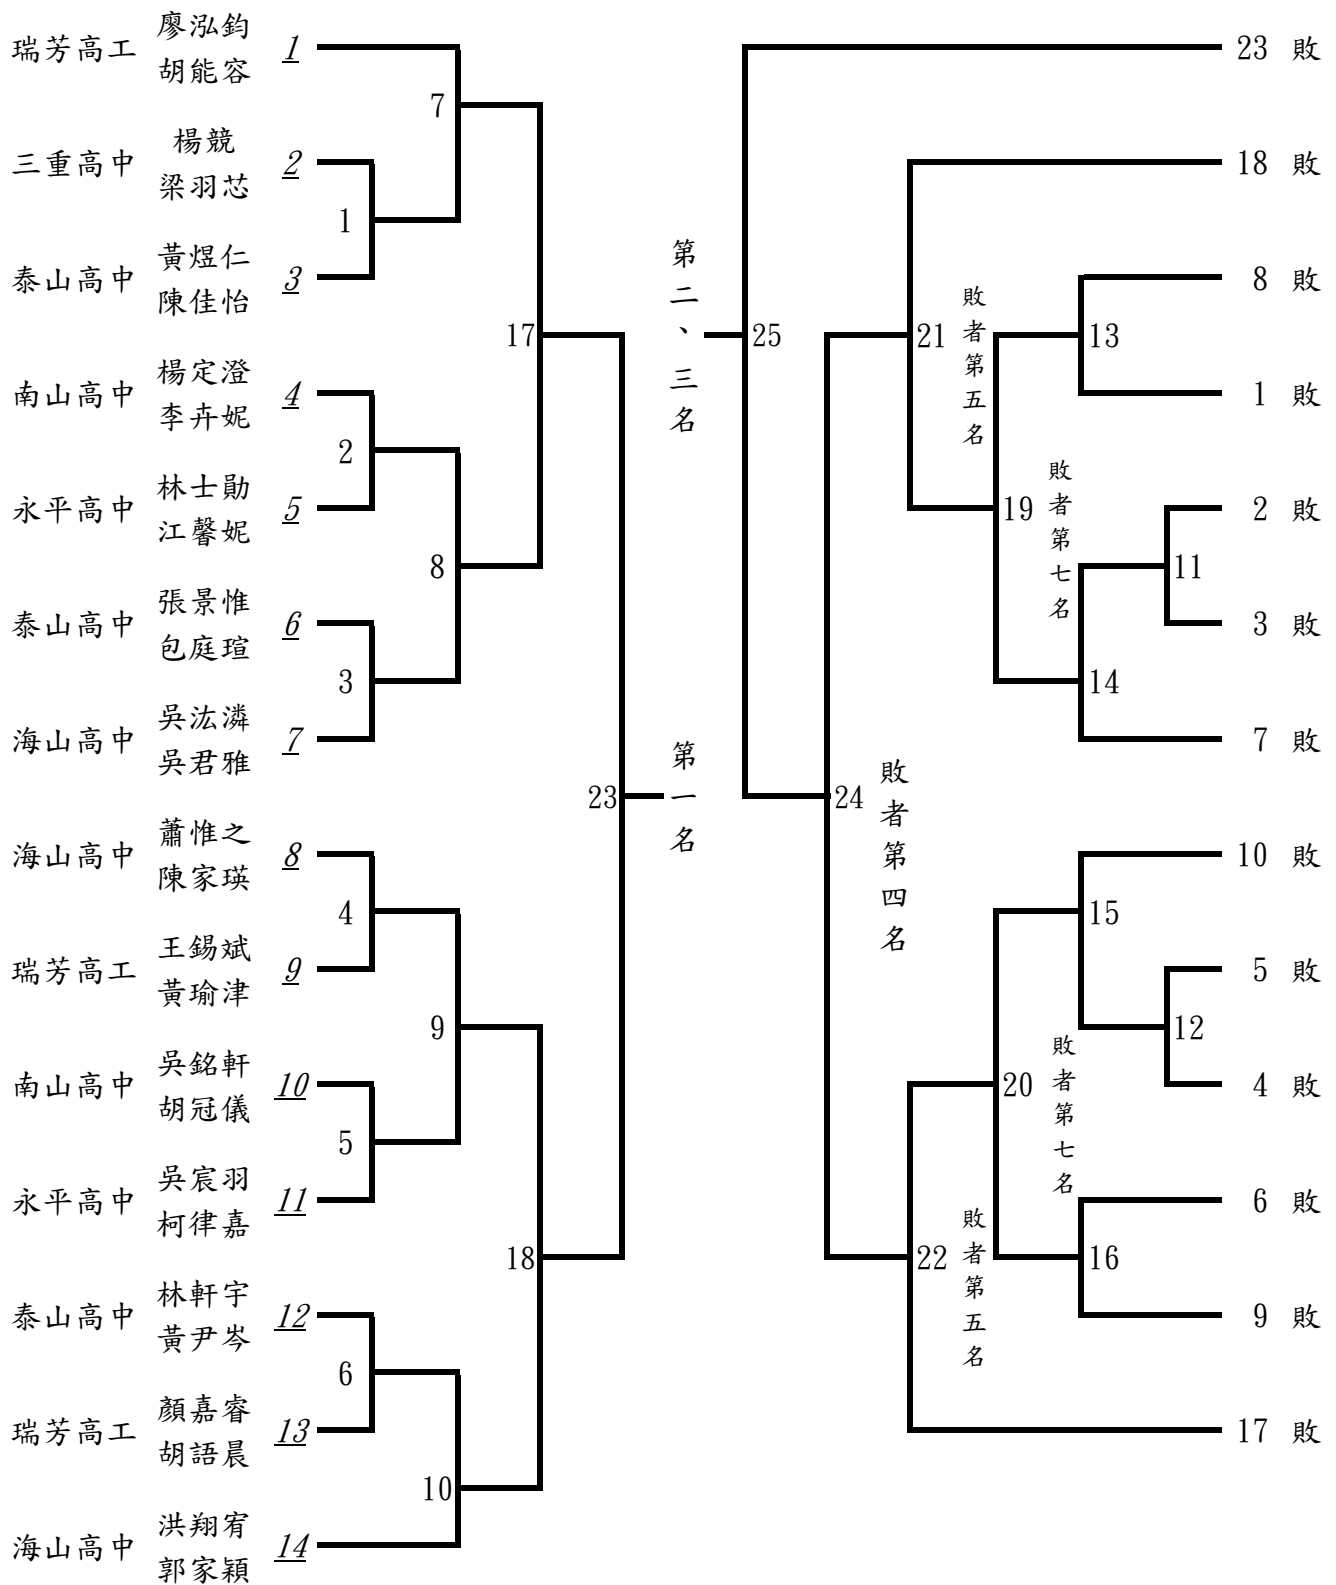 瑞芳高工 廖泓鈞 胡能容 1
三重高中 楊競 梁羽芯 2
泰山高中 黃煜仁 陳佳怡 3
南山高中 楊定澄 李卉妮 4
永平高中 林士勛 江馨妮 5
泰山高中 張景惟 包庭瑄 6
海山高中 吳汯潾 吳君雅 7
海山高中 蕭惟之 陳家瑛 8
瑞芳高工 王錫斌 黃瑜津 9
南山高中 吳銘軒 胡冠儀 10
永平高中 吳宸羽 柯律嘉 11
泰山高中 林軒宇 黃尹岑 12
瑞芳高工 顏嘉睿 胡語晨 13
海山高中 洪翔宥 郭家穎 14
1
2
3
4
5
6
7
8
9
10
17
18
23
第一名
第二、三名
25
24
敗者第四名
21
敗者第五名
22
敗者第五名
19
敗者第七名
20
敗者第七名
13
14
15
16
11
12
23 敗
18 敗
8 敗
1 敗
2 敗
3 敗
7 敗
10 敗
5 敗
4 敗
6 敗
9 敗
17 敗